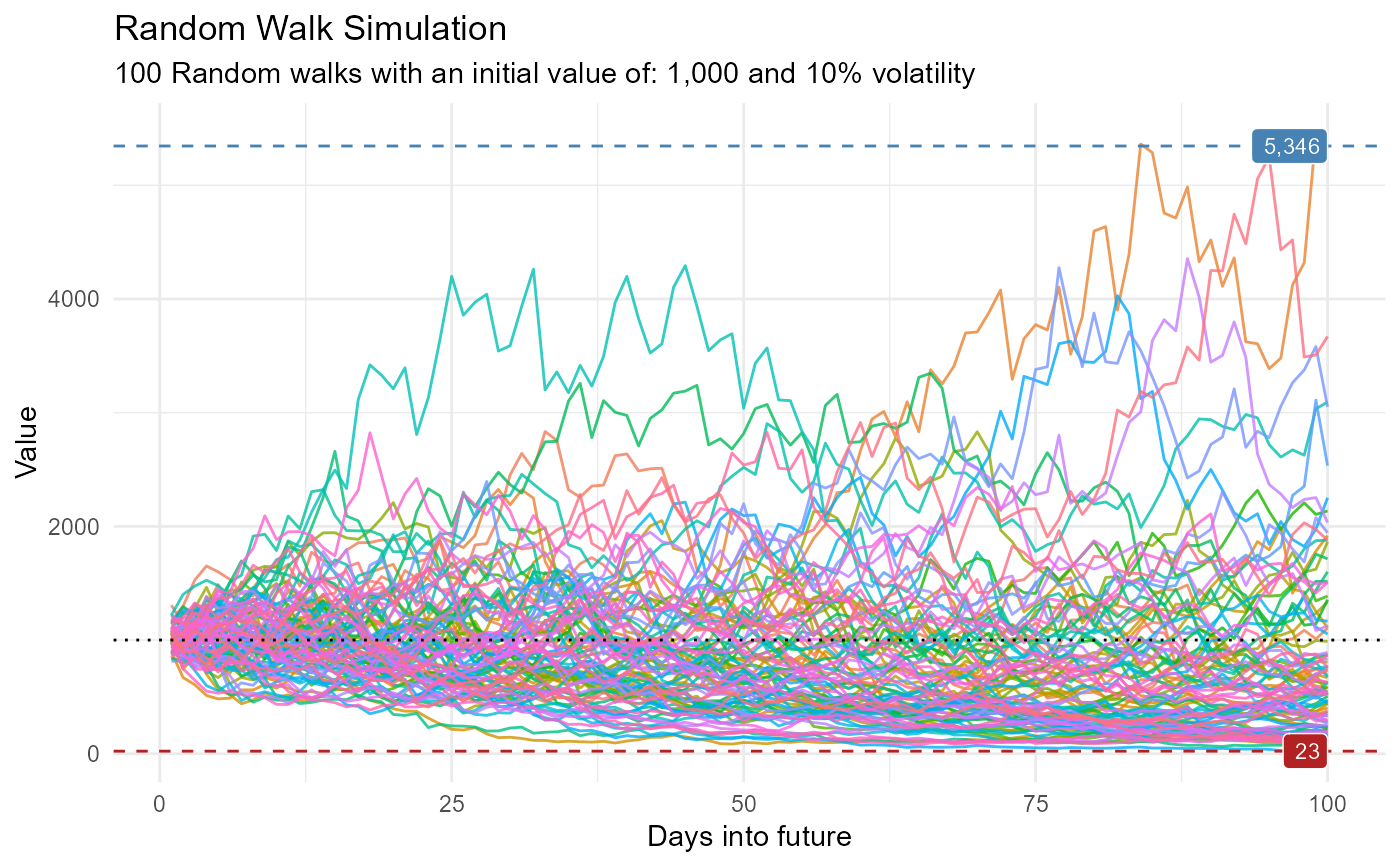 Random Walk Simulation
100 Random walks with an initial value of: 1,000 and 10% volatility
5,346
4000
2000
0
23
Value
0 25 50 75 100
Days into future